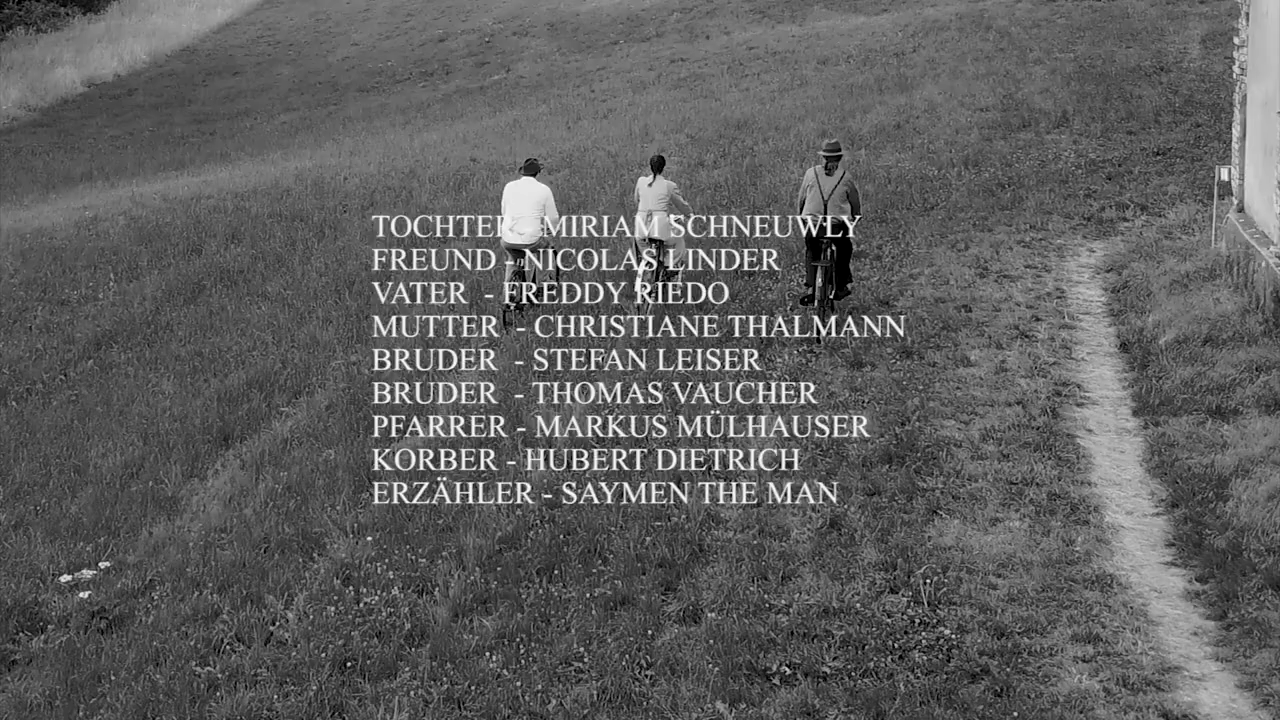 TOCHTER - MIRIAM SCHNEUWLY
FREUND - NICOLAS LINDER
VATER - FREDDY RIEDO
MUTTER - CHRISTIANE THALMANN
BRUDER - STEFAN LEISER
BRUDER - THOMAS VAUCHER
PFARRER - MARKUS MÜLHAUSER
KORBER - HUBERT DIETRICH
ERZÄHLER - SAYMEN THE MAN